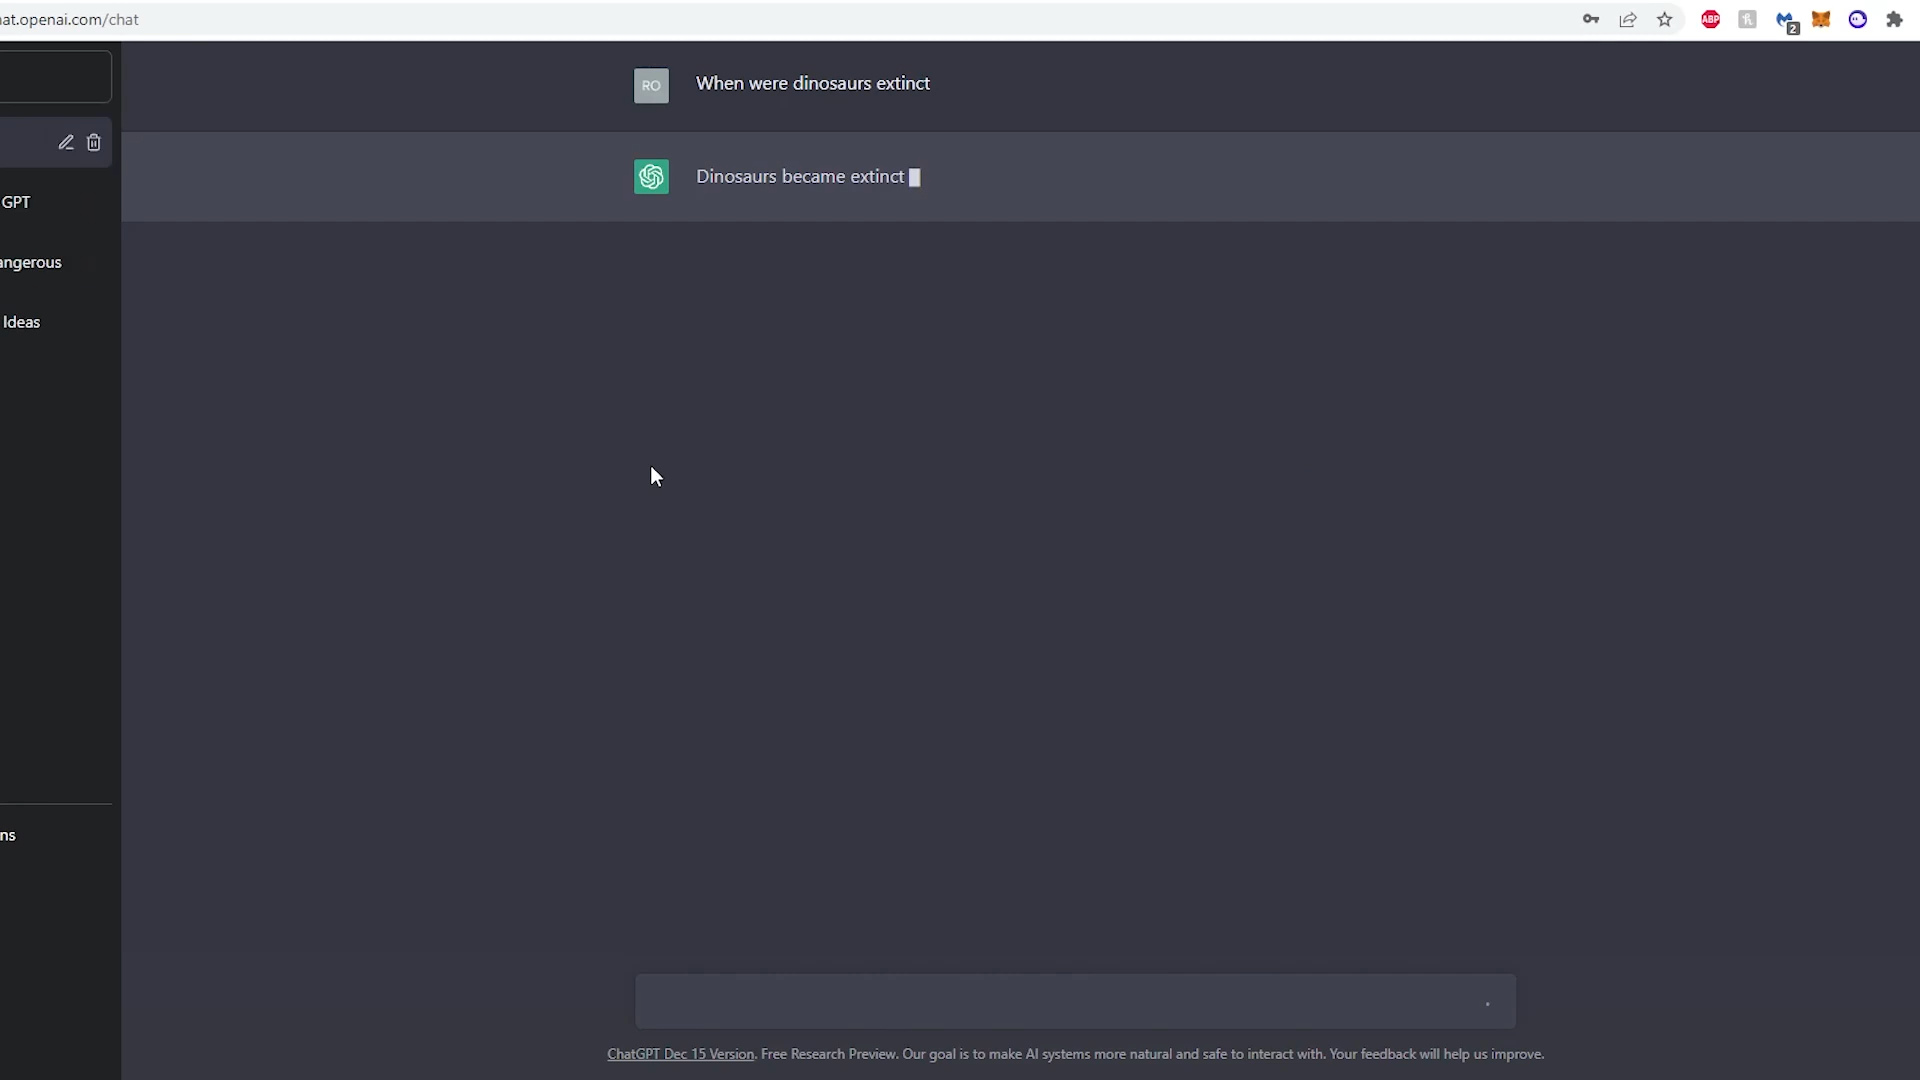 at.openai.com/chat
ABP
2
RO
When were dinosaurs extinct
Dinosaurs became extinct
GPT
angerous
Ideas
ns
ChatGPT Dec 15 Version. Free Research Preview. Our goal is to make AI systems more natural and safe to interact with. Your feedback will help us improve.